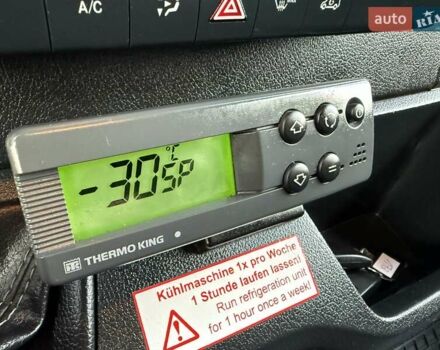 A/C
auto RIA.com
-30SP
°F
THERMO KING
Kühlmaschine 1x pro Woche
1 Stunde laufen lassen!
Run refrigeration unit
for 1 hour once a week!